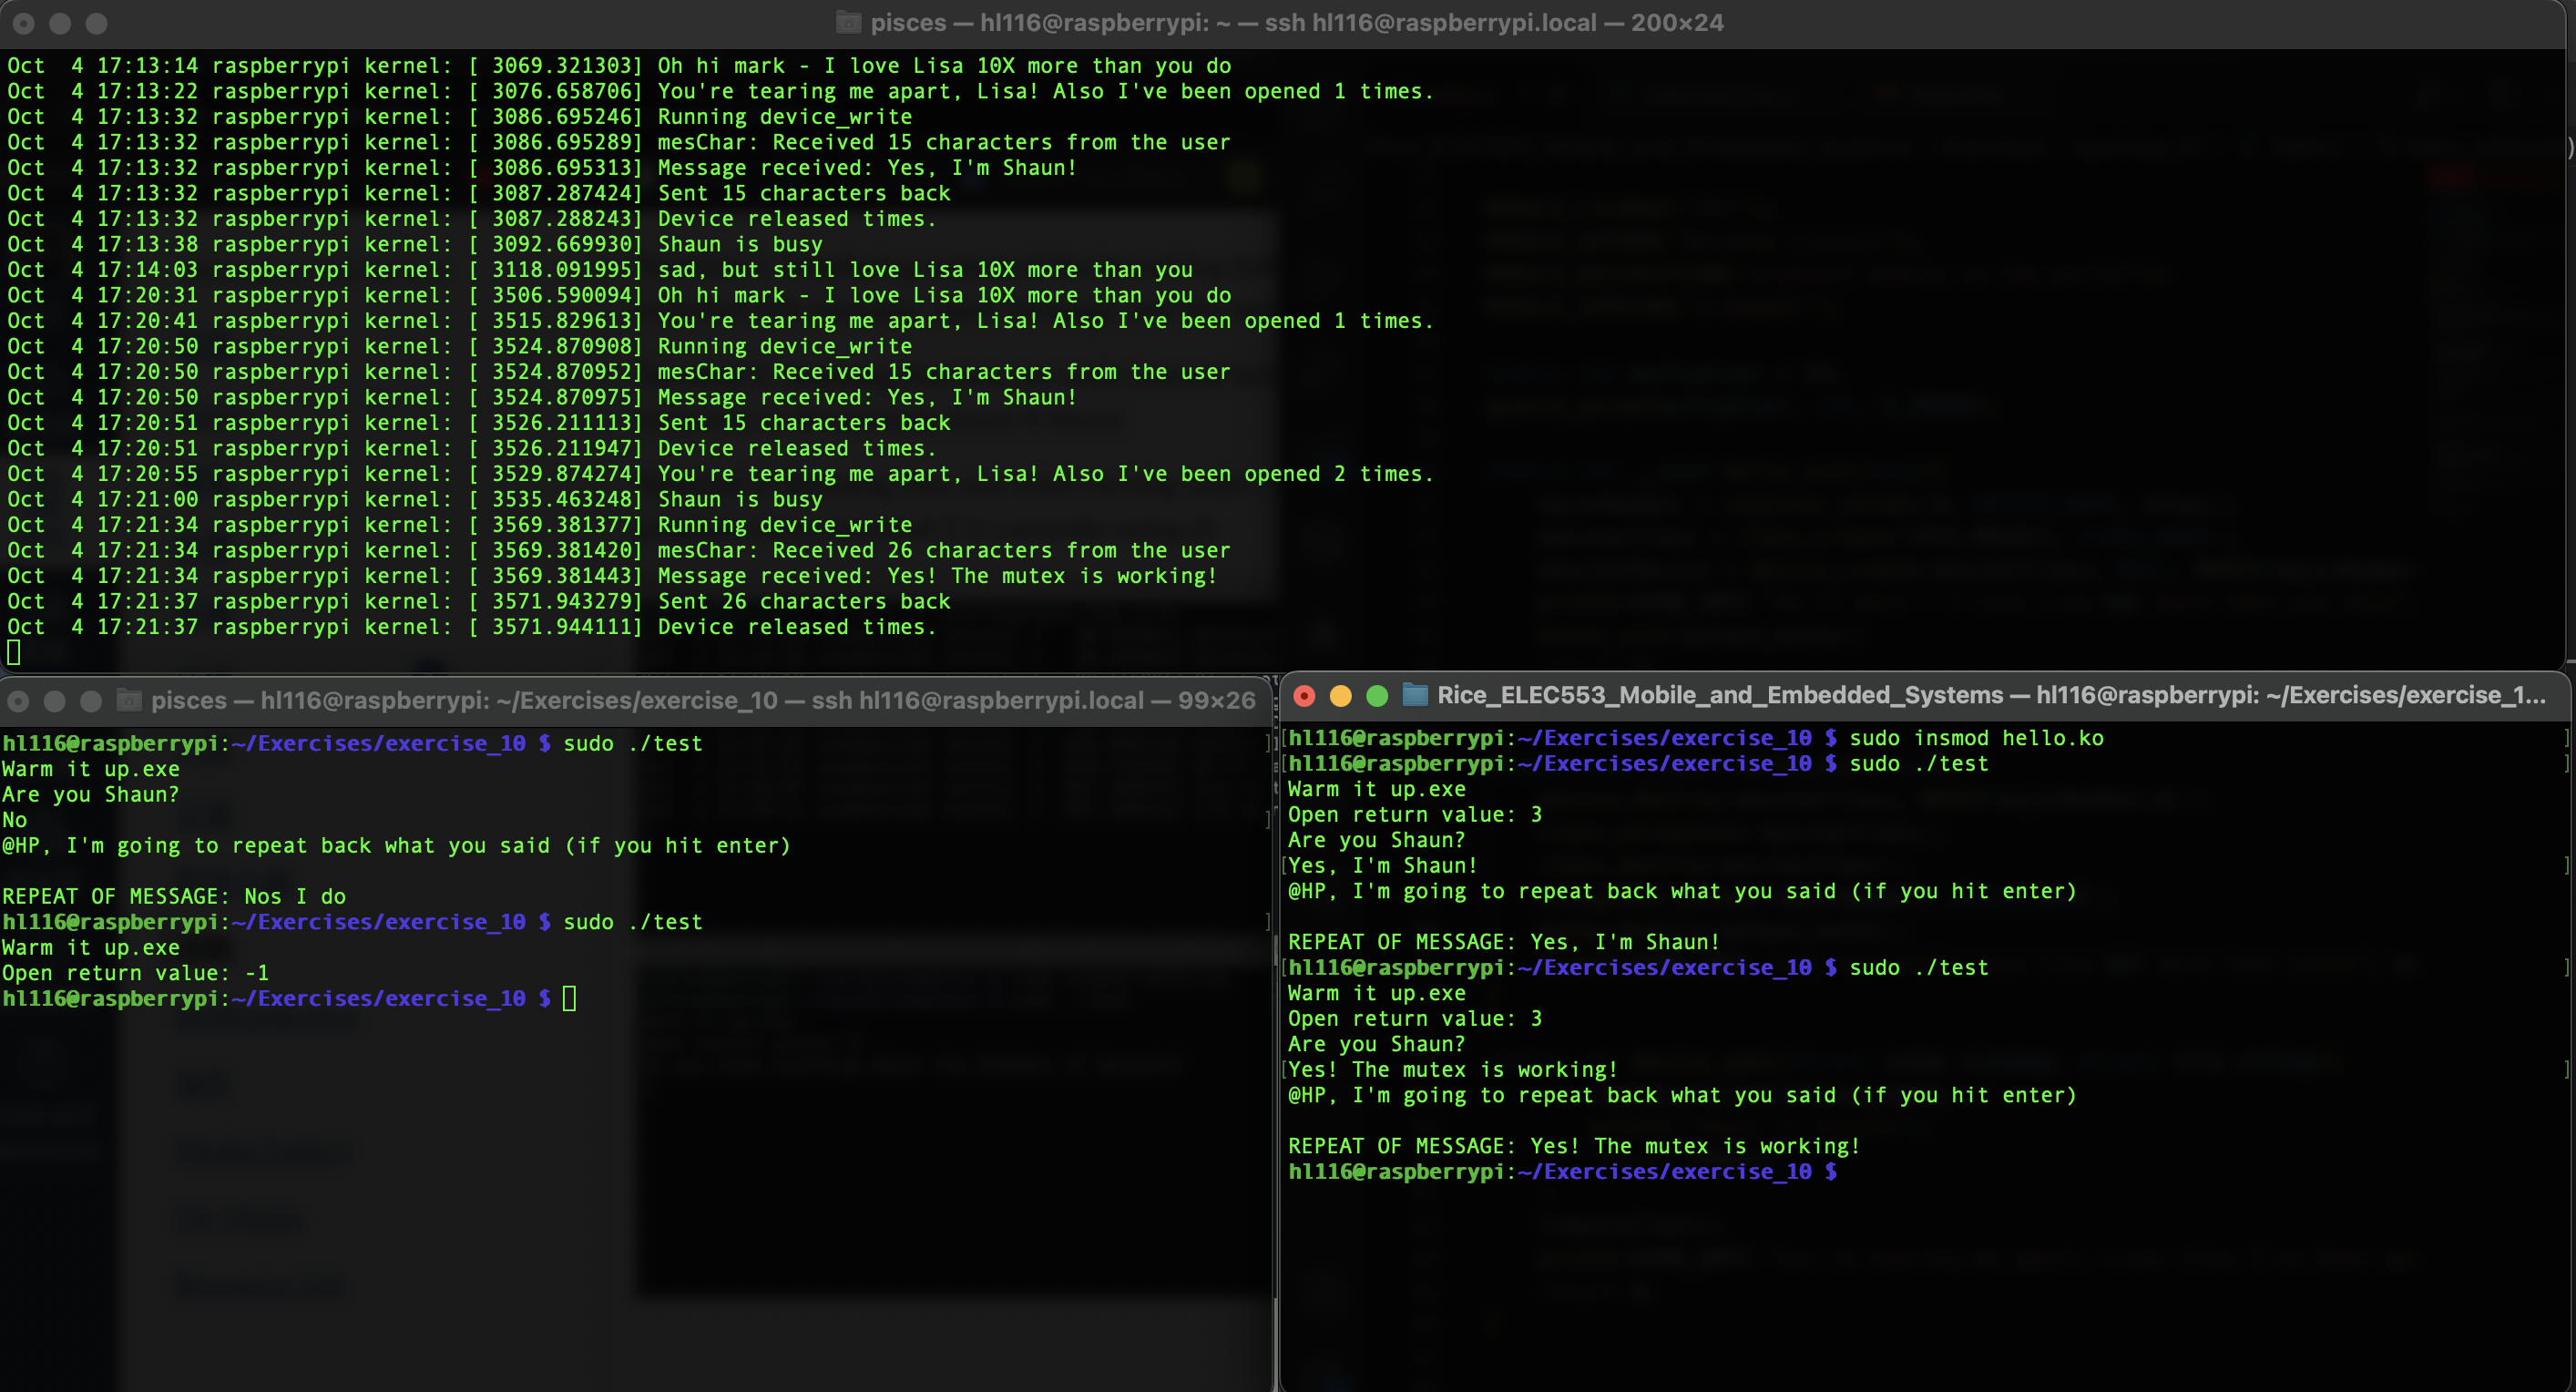 pisces — hl116@raspberrypi: ~ — ssh hl116@raspberrypi.local — 200×24
Oct  4 17:13:14 raspberrypi kernel: [ 3069.321303] Oh hi mark - I love Lisa 10X more than you do
Oct  4 17:13:22 raspberrypi kernel: [ 3076.658706] You're tearing me apart, Lisa! Also I've been opened 1 times.
Oct  4 17:13:32 raspberrypi kernel: [ 3086.695246] Running device_write
Oct  4 17:13:32 raspberrypi kernel: [ 3086.695289] mesChar: Received 15 characters from the user
Oct  4 17:13:32 raspberrypi kernel: [ 3086.695313] Message received: Yes, I'm Shaun!
Oct  4 17:13:32 raspberrypi kernel: [ 3087.287424] Sent 15 characters back
Oct  4 17:13:32 raspberrypi kernel: [ 3087.288243] Device released times.
Oct  4 17:13:38 raspberrypi kernel: [ 3092.669930] Shaun is busy
Oct  4 17:14:03 raspberrypi kernel: [ 3118.091995] sad, but still love Lisa 10X more than you
Oct  4 17:20:31 raspberrypi kernel: [ 3506.590094] Oh hi mark - I love Lisa 10X more than you do
Oct  4 17:20:41 raspberrypi kernel: [ 3515.829613] You're tearing me apart, Lisa! Also I've been opened 1 times.
Oct  4 17:20:50 raspberrypi kernel: [ 3524.870908] Running device_write
Oct  4 17:20:50 raspberrypi kernel: [ 3524.870952] mesChar: Received 15 characters from the user
Oct  4 17:20:50 raspberrypi kernel: [ 3524.870975] Message received: Yes, I'm Shaun!
Oct  4 17:20:51 raspberrypi kernel: [ 3526.211113] Sent 15 characters back
Oct  4 17:20:51 raspberrypi kernel: [ 3526.211947] Device released times.
Oct  4 17:20:55 raspberrypi kernel: [ 3529.874274] You're tearing me apart, Lisa! Also I've been opened 2 times.
Oct  4 17:21:00 raspberrypi kernel: [ 3535.463248] Shaun is busy
Oct  4 17:21:34 raspberrypi kernel: [ 3569.381377] Running device_write
Oct  4 17:21:34 raspberrypi kernel: [ 3569.381420] mesChar: Received 26 characters from the user
Oct  4 17:21:34 raspberrypi kernel: [ 3569.381443] Message received: Yes! The mutex is working!
Oct  4 17:21:37 raspberrypi kernel: [ 3571.943279] Sent 26 characters back
Oct  4 17:21:37 raspberrypi kernel: [ 3571.944111] Device released times.
pisces — hl116@raspberrypi: ~/Exercises/exercise_10 — ssh hl116@raspberrypi.local — 99×26
hl116@raspberrypi:~/Exercises/exercise_10 $ sudo ./test
Warm it up.exe
Are you Shaun?
No
@HP, I'm going to repeat back what you said (if you hit enter)
REPEAT OF MESSAGE: Nos I do
hl116@raspberrypi:~/Exercises/exercise_10 $ sudo ./test
Warm it up.exe
Open return value: -1
hl116@raspberrypi:~/Exercises/exercise_10 $
Rice_ELEC553_Mobile_and_Embedded_Systems — hl116@raspberrypi: ~/Exercises/exercise_1...
hl116@raspberrypi:~/Exercises/exercise_10 $ sudo insmod hello.ko
hl116@raspberrypi:~/Exercises/exercise_10 $ sudo ./test
Warm it up.exe
Open return value: 3
Are you Shaun?
Yes, I'm Shaun!
@HP, I'm going to repeat back what you said (if you hit enter)
REPEAT OF MESSAGE: Yes, I'm Shaun!
hl116@raspberrypi:~/Exercises/exercise_10 $ sudo ./test
Warm it up.exe
Open return value: 3
Are you Shaun?
Yes! The mutex is working!
@HP, I'm going to repeat back what you said (if you hit enter)
REPEAT OF MESSAGE: Yes! The mutex is working!
hl116@raspberrypi:~/Exercises/exercise_10 $